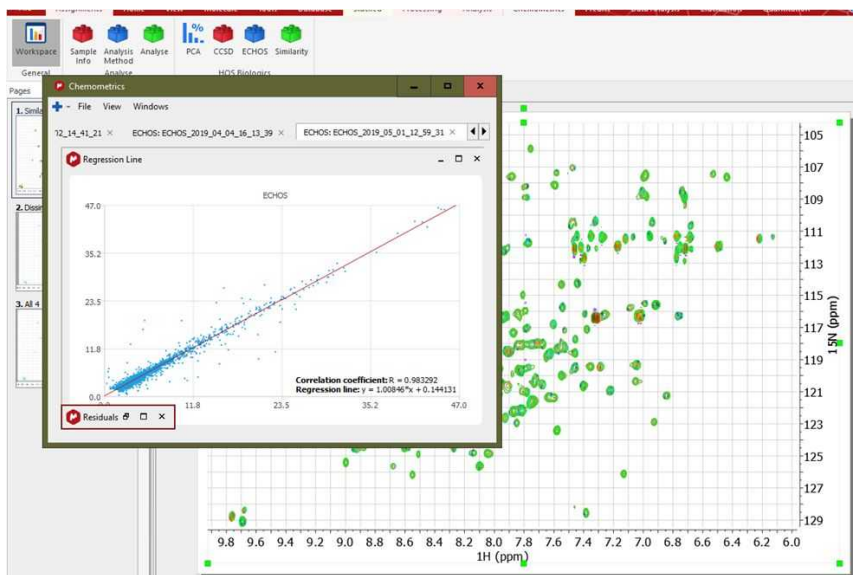 Workspace
Sample Info
Analysis Method
Analyse
PCA
CCSD
ECHOS
Similarity
General
Analyse
HOS Biologics
Pages
Chemometrics
File View Windows
ECHOS: ECHOS_2019_04_04_16_13_39
ECHOS: ECHOS_2019_05_01_12_59_31
Regression Line
ECHOS
47.0
35.2
23.5
11.8
0.0
11.8 23.5 35.2 47.0
Correlation coefficient: R = 0.983292
Regression line: y = 1.00846*x + 0.144131
Residuals
3. All 4
105
107
109
111
113
115
117
119
121
123
125
127
129
15N (ppm)
9.8 9.6 9.4 9.2 9.0 8.8 8.6 8.4 8.2 8.0 7.8 7.6 7.4 7.2 7.0 6.8 6.6 6.4 6.2 6.0
1H (ppm)